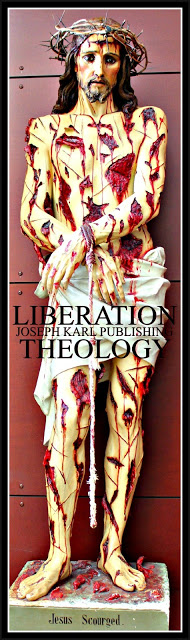 LIBERATION
JOSEPH KARL PUBLISHING
THEOLOGY
Jesus Scourged.